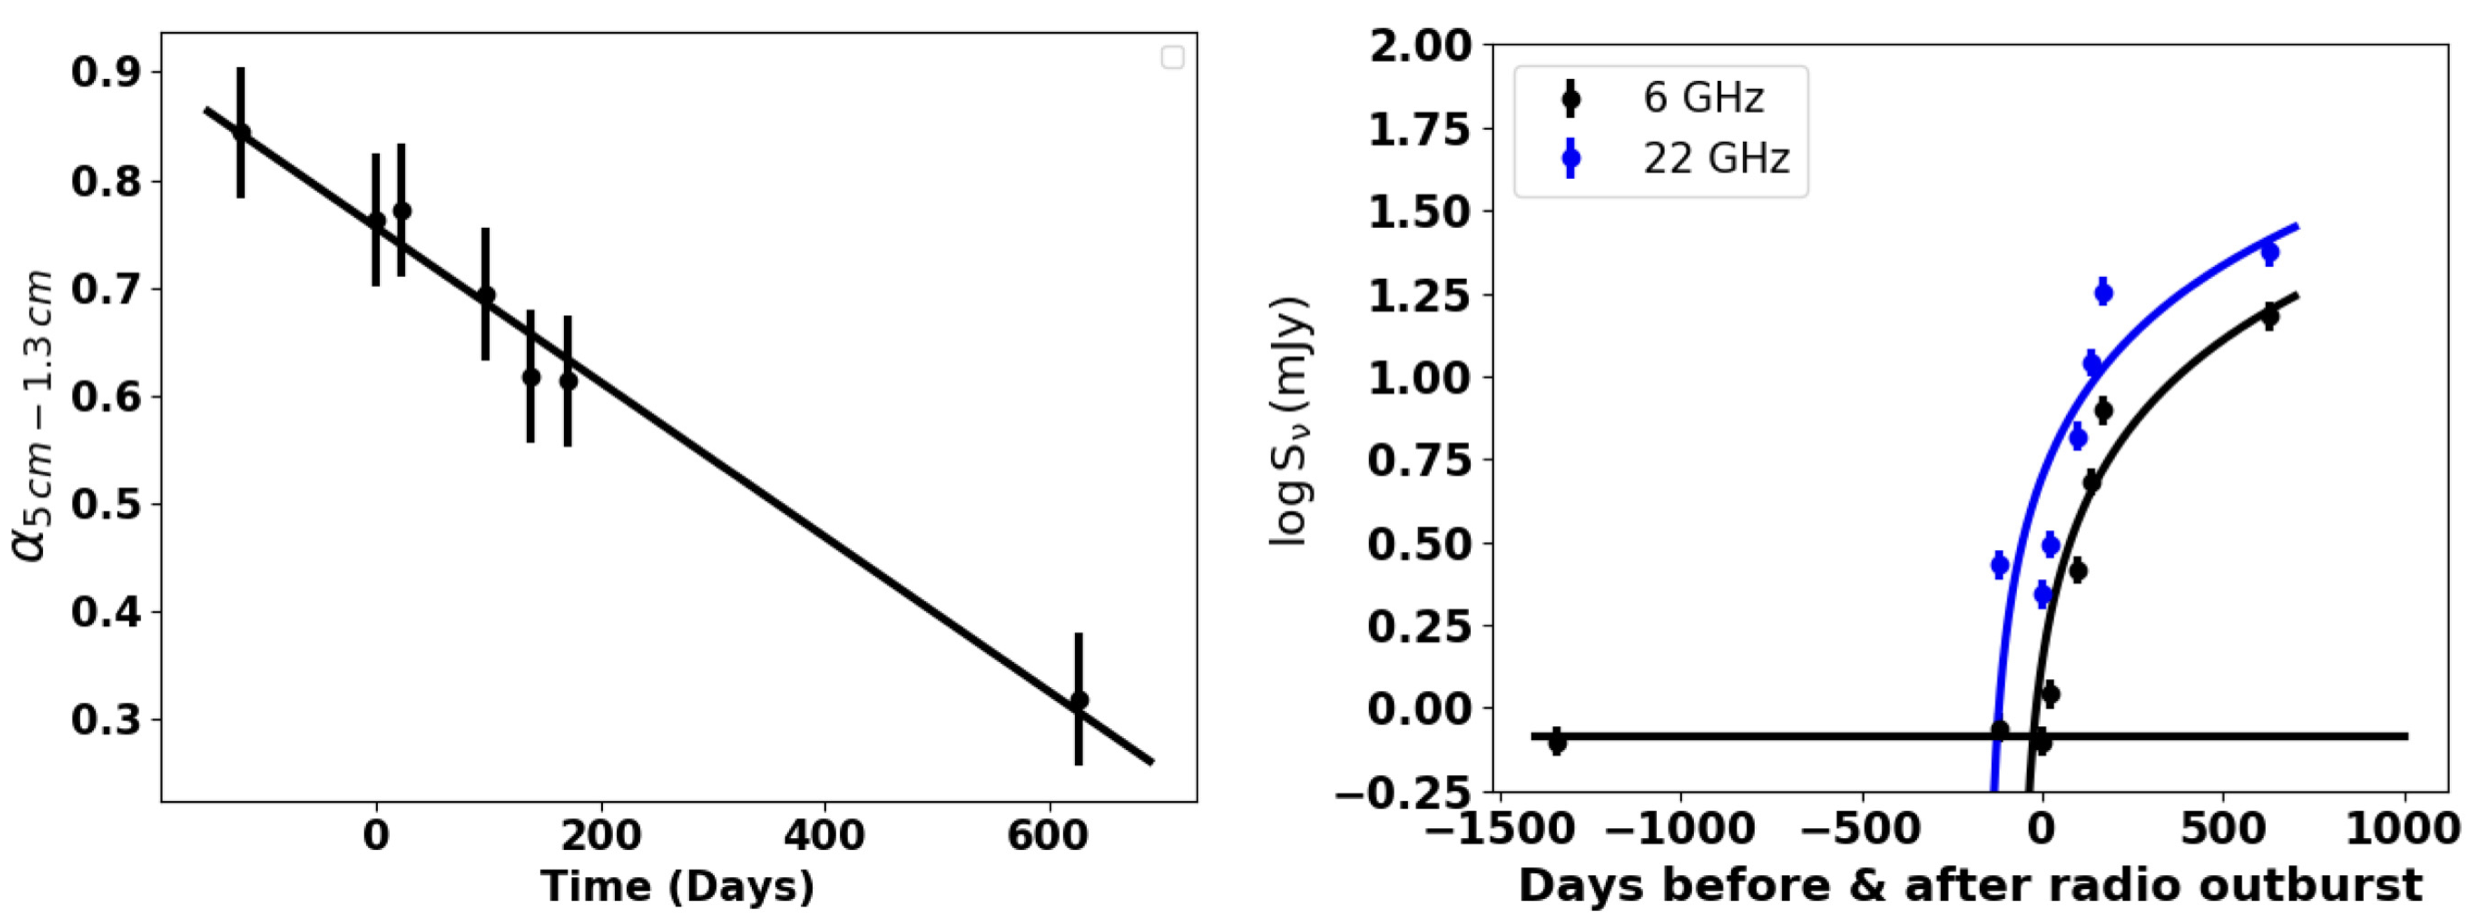 0.9
0.8
0.7
0.6
0.5
0.4
0.3
α5 cm − 1.3 cm
0 200 400 600
Time (Days)
2.00
1.75
1.50
1.25
1.00
0.75
0.50
0.25
0.00
−0.25
log Sν (mJy)
6 GHz
22 GHz
−1500 −1000 −500 0 500 1000
Days before & after radio outburst